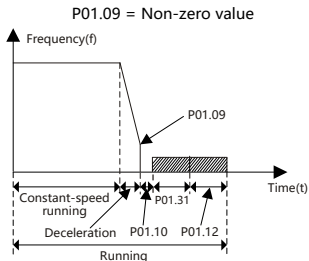 P01.09 = Non-zero value
Frequency(f)
P01.09
Time(t)
Constant-speed
running
P01.31
Deceleration
P01.10
P01.12
Running